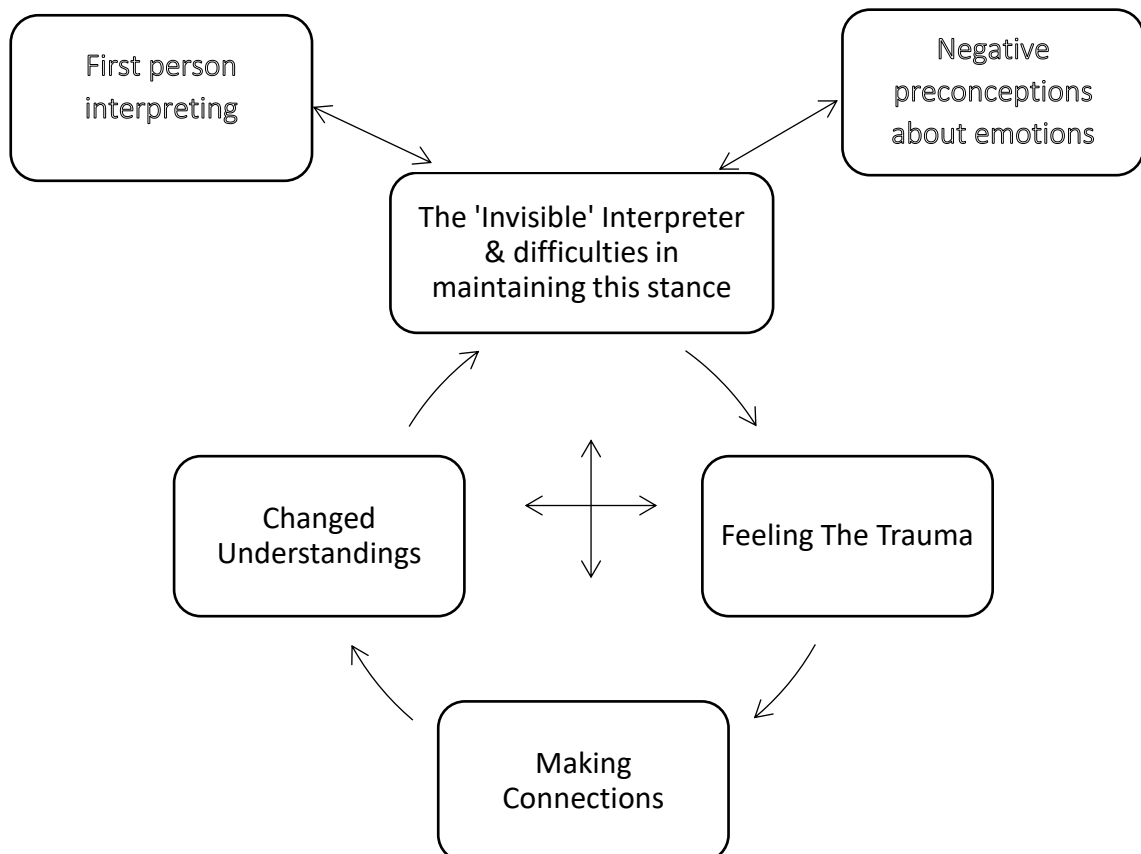 First person
interpreting
Negative
preconceptions
about emotions
The 'Invisible' Interpreter
& difficulties in
maintaining this stance
Changed
Understandings
Feeling The Trauma
Making
Connections